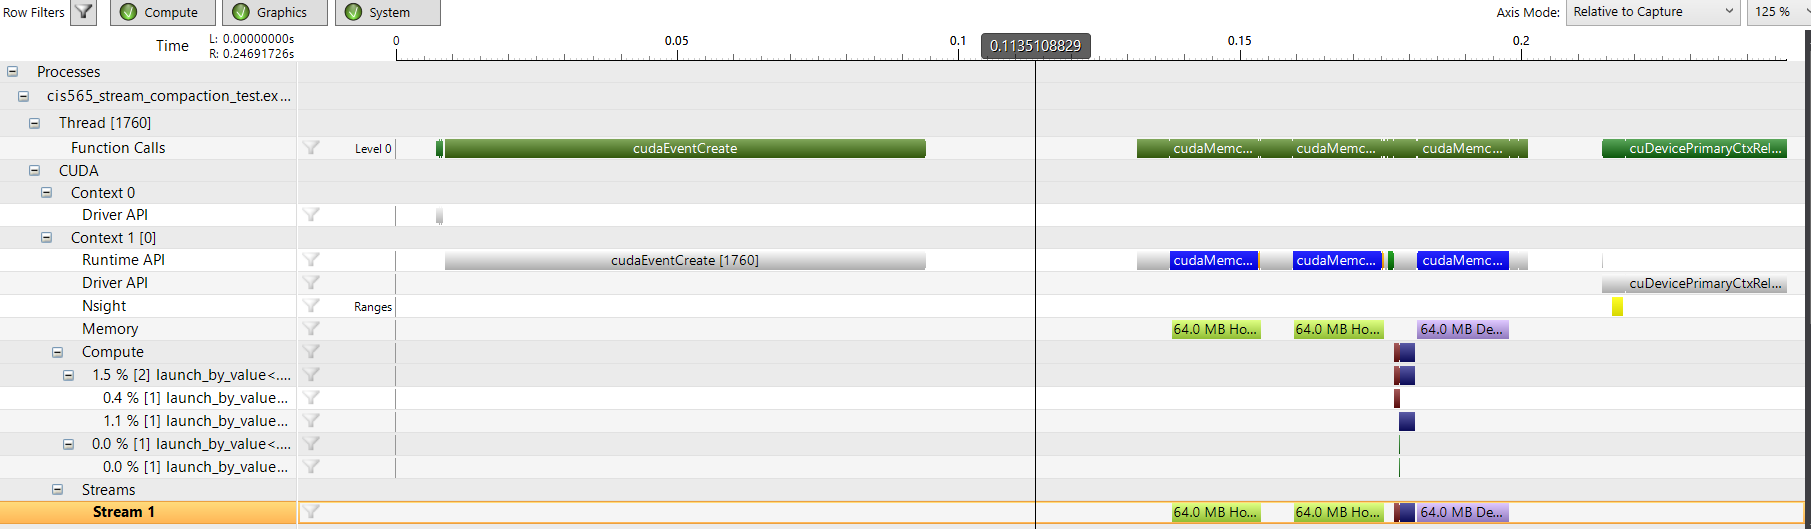 Row Filters Compute Graphics System Axis Mode: Relative to Capture 125 %
Time L: 0.00000000s R: 0.24691726s 0 0.05 0.1 0.1135108829 0.15 0.2
Processes
cis565_stream_compaction_test.ex...
Thread [1760]
Function Calls Level 0 cudaEventCreate cudaMemc... cudaMemc... cudaMemc... cuDevicePrimaryCtxRel...
CUDA
Context 0
Driver API
Context 1 [0]
Runtime API cudaEventCreate [1760] cudaMemc... cudaMemc... cudaMemc...
Driver API cuDevicePrimaryCtxRel...
Nsight Ranges
Memory 64.0 MB Ho... 64.0 MB Ho... 64.0 MB De...
Compute
1.5 % [2] launch_by_value<....
0.4 % [1] launch_by_value...
1.1 % [1] launch_by_value...
0.0 % [1] launch_by_value<....
0.0 % [1] launch_by_value...
Streams
Stream 1 64.0 MB Ho... 64.0 MB Ho... 64.0 MB De...